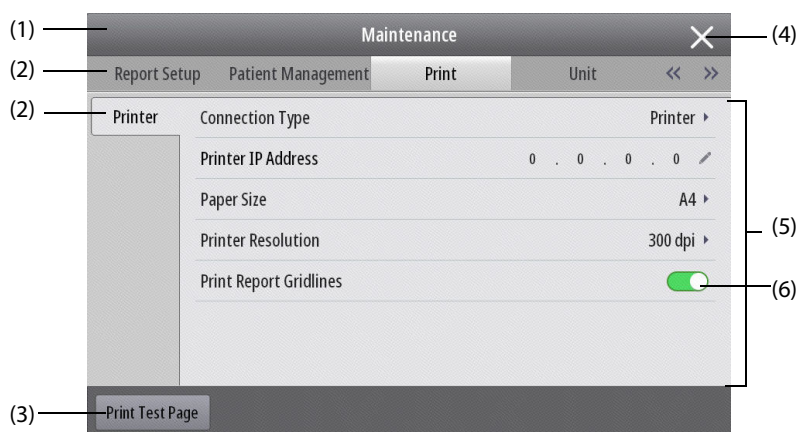 (1) Maintenance (4)
(2) Report Setup Patient Management Print Unit « »
(2) Printer Connection Type Printer
Printer IP Address 0 . 0 . 0 . 0
Paper Size A4
(5)
Printer Resolution 300 dpi
Print Report Gridlines (6)
(3) Print Test Page